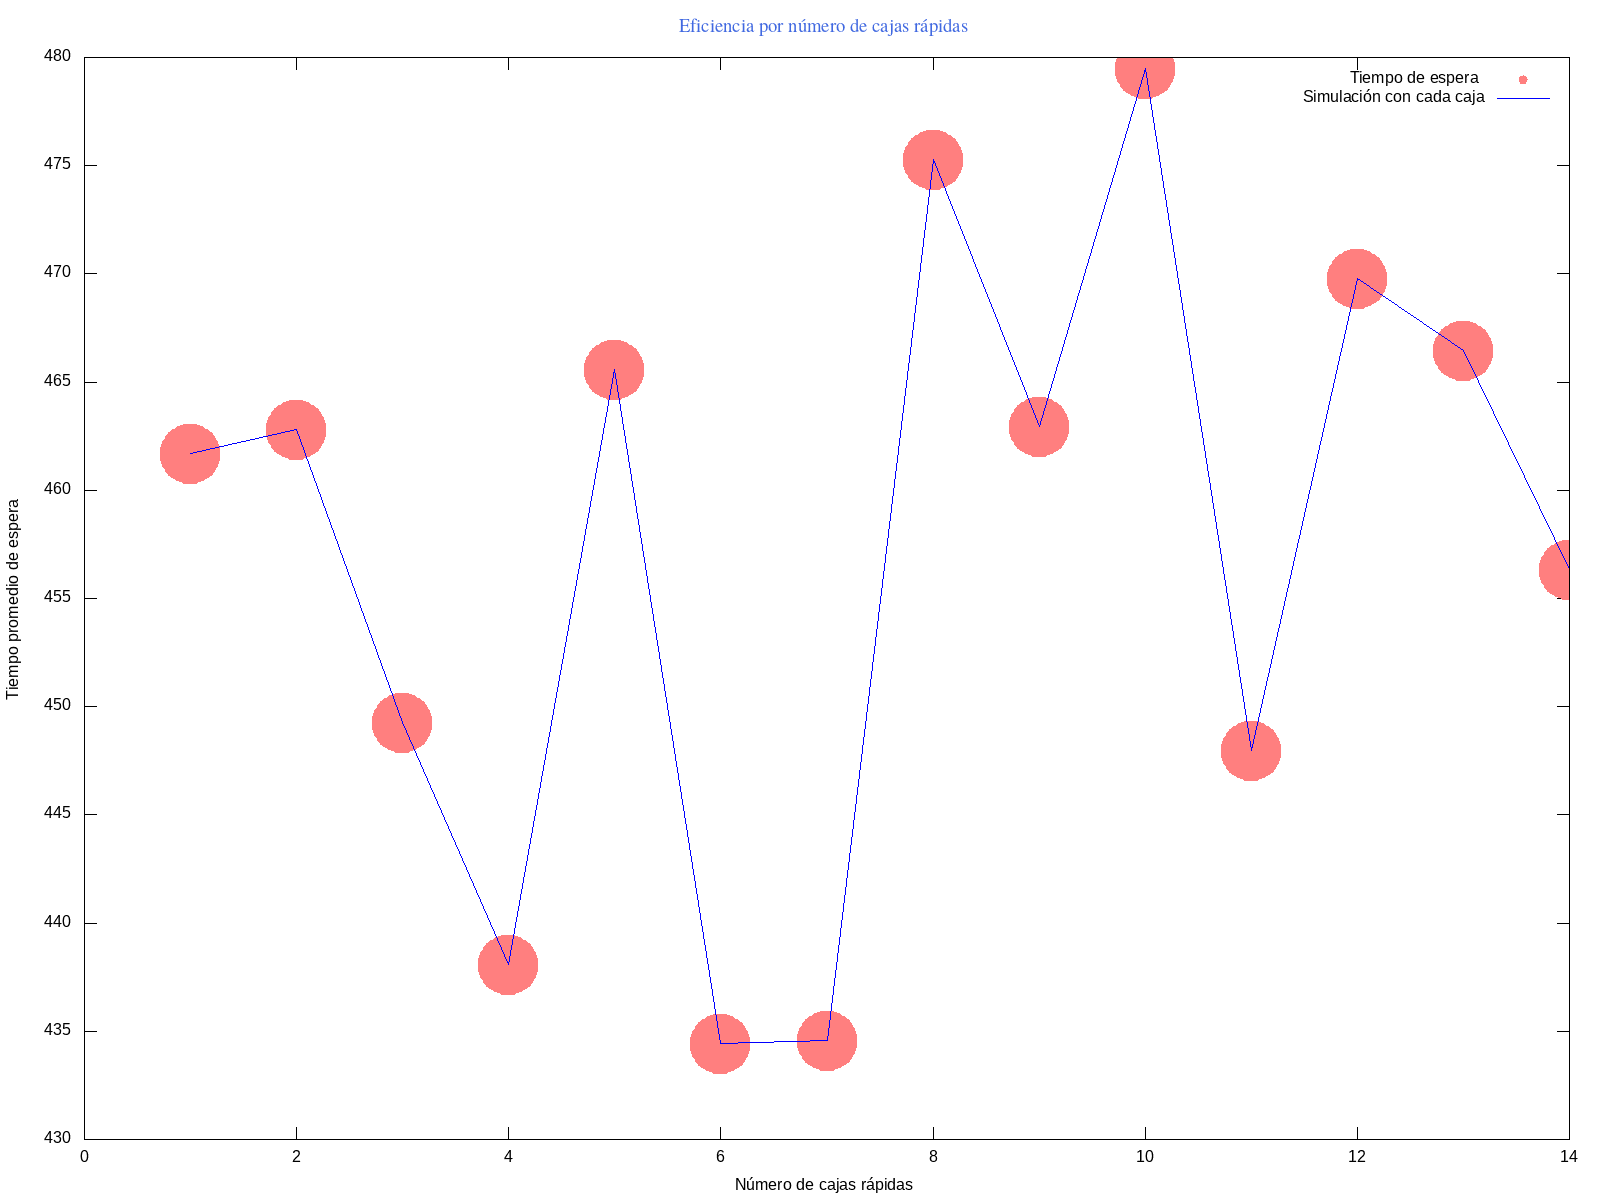 Eficiencia por número de cajas rápidas
Tiempo de espera
Simulación con cada caja
480
475
470
465
460
455
450
445
440
435
430
Tiempo promedio de espera
0 2 4 6 8 10 12 14
Número de cajas rápidas